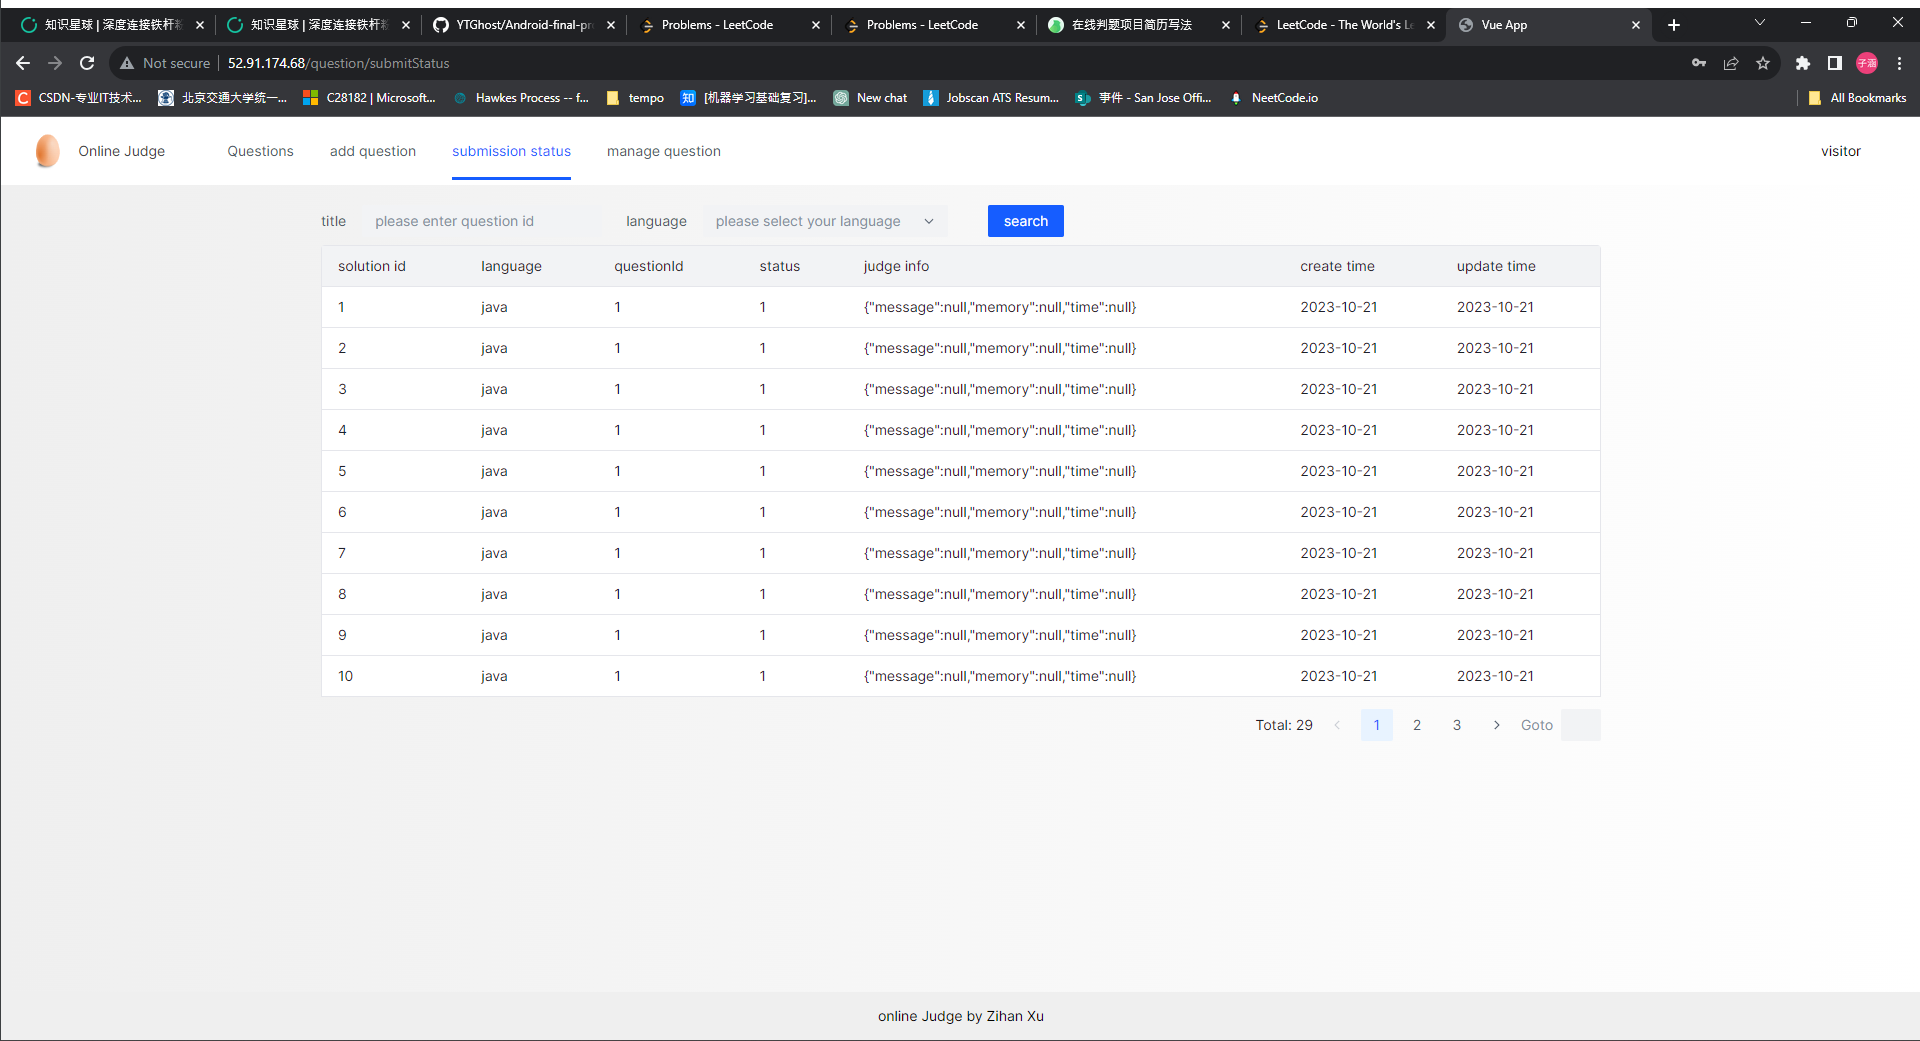 知识星球 | 深度连接铁杆粉
知识星球 | 深度连接铁杆粉
YTGhost/Android-final-pr
Problems - LeetCode
Problems - LeetCode
在线判题项目简历写法
LeetCode - The World's Le
Vue App
Not secure
52.91.174.68/question/submitStatus
子涵
CSDN-专业IT技术...
北京交通大学统一...
C28182 | Microsoft...
Hawkes Process -- f...
tempo
知
[机器学习基础复习]...
New chat
Jobscan ATS Resum...
事件 - San Jose Offi...
NeetCode.io
All Bookmarks
Online Judge
Questions
add question
submission status
manage question
visitor
title please enter question id language please select your language search
solution id language questionId status judge info create time update time
1 java 1 1 {"message":null,"memory":null,"time":null} 2023-10-21 2023-10-21
2 java 1 1 {"message":null,"memory":null,"time":null} 2023-10-21 2023-10-21
3 java 1 1 {"message":null,"memory":null,"time":null} 2023-10-21 2023-10-21
4 java 1 1 {"message":null,"memory":null,"time":null} 2023-10-21 2023-10-21
5 java 1 1 {"message":null,"memory":null,"time":null} 2023-10-21 2023-10-21
6 java 1 1 {"message":null,"memory":null,"time":null} 2023-10-21 2023-10-21
7 java 1 1 {"message":null,"memory":null,"time":null} 2023-10-21 2023-10-21
8 java 1 1 {"message":null,"memory":null,"time":null} 2023-10-21 2023-10-21
9 java 1 1 {"message":null,"memory":null,"time":null} 2023-10-21 2023-10-21
10 java 1 1 {"message":null,"memory":null,"time":null} 2023-10-21 2023-10-21
Total: 29 1 2 3 Goto
online Judge by Zihan Xu